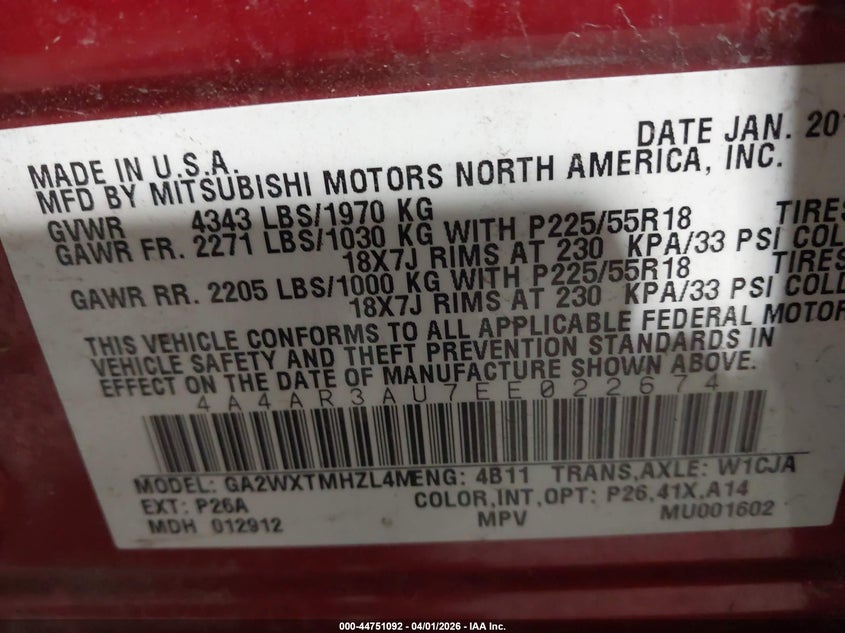 DATE JAN. 20
MADE IN U.S.A.
MFD BY MITSUBISHI MOTORS NORTH AMERICA, INC.
GVWR 4343 LBS/1970 KG
GAWR FR. 2271 LBS/1030 KG WITH P225/55R18 TIRES
18X7J RIMS AT 230 KPA/33 PSI COLD
GAWR RR. 2205 LBS/1000 KG WITH P225/55R18 TIRES
18X7J RIMS AT 230 KPA/33 PSI COLD
THIS VEHICLE CONFORMS TO ALL APPLICABLE FEDERAL MOTOR
VEHICLE SAFETY AND THEFT PREVENTION STANDARDS IN
EFFECT ON THE DATE OF MANUFACTURE SHOWN ABOVE.
4A4AR3AU7EE022674
MODEL: GA2WXTMHZL4M ENG: 4B11 TRANS,AXLE: W1CJA
EXT: P26A COLOR,INT,OPT: P26,41X,A14
MDH 012912 MPV MU001602
000-44751092 - 04/01/2026 - IAA Inc.